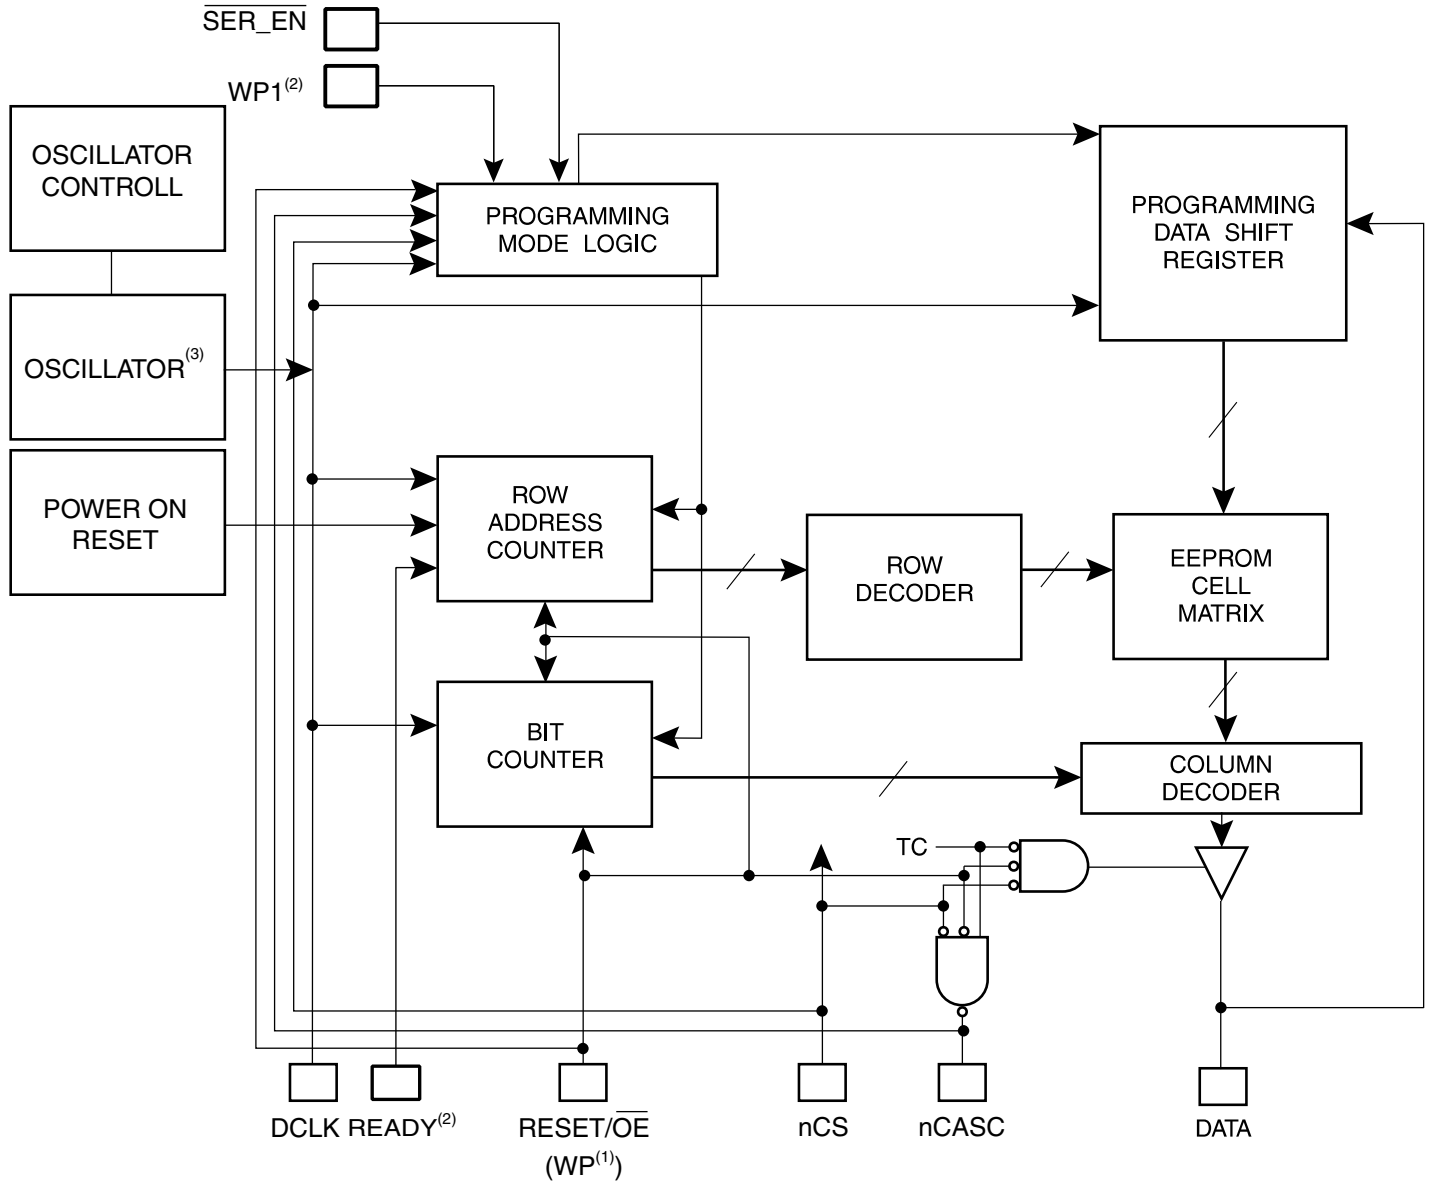 SER_EN
WP1(2)
OSCILLATOR
CONTROLL
PROGRAMMING
MODE LOGIC
PROGRAMMING
DATA SHIFT
REGISTER
OSCILLATOR(3)
POWER ON
RESET
ROW
ADDRESS
COUNTER
ROW
DECODER
EEPROM
CELL
MATRIX
BIT
COUNTER
COLUMN
DECODER
TC
DCLK
READY(2)
RESET/OE
(WP(1))
nCS
nCASC
DATA